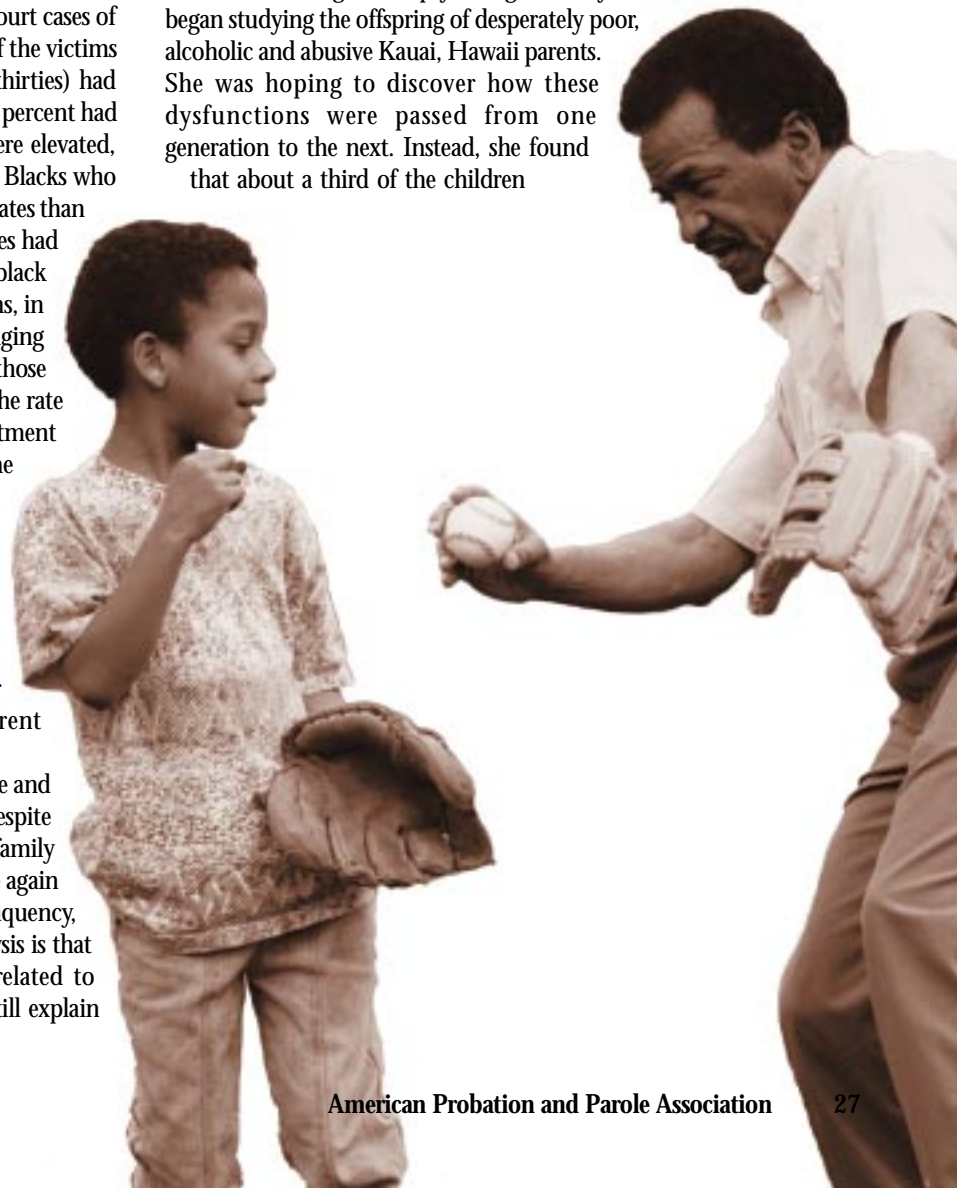 ourt cases of
f the victims
thirties) had
percent had
ere elevated,
Blacks who
ates than
es had
black
ns, in
ging
those
he rate
tment
ne
.
rent
e and
espite
family
again
quency,
sis is that
related to
till explain
began studying the offspring of desperately poor,
alcoholic and abusive Kauai, Hawaii parents.
She was hoping to discover how these
dysfunctions were passed from one
generation to the next. Instead, she found
that about a third of the children
American Probation and Parole Association 27